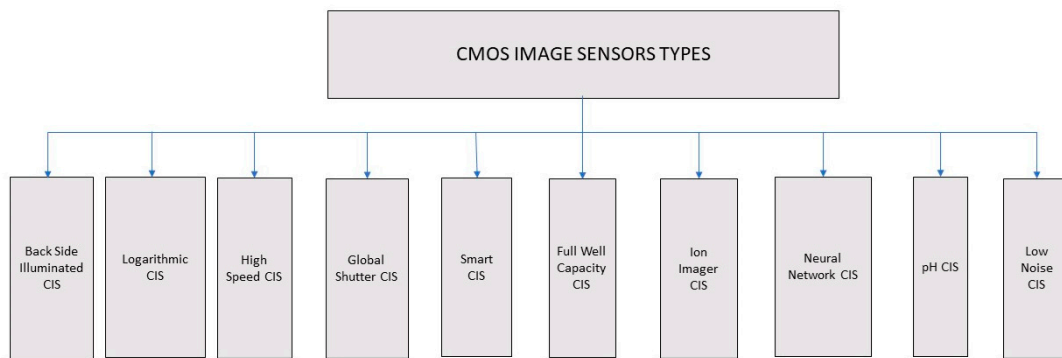 CMOS IMAGE SENSORS TYPES
Back Side
Illuminated
CIS
Logarithmic
CIS
High
Speed CIS
Global
Shutter CIS
Smart
CIS
Full Well
Capacity CIS
CIS
Ion
Imager
CIS
Neural
Network CIS
pH CIS
Low
Noise
CIS